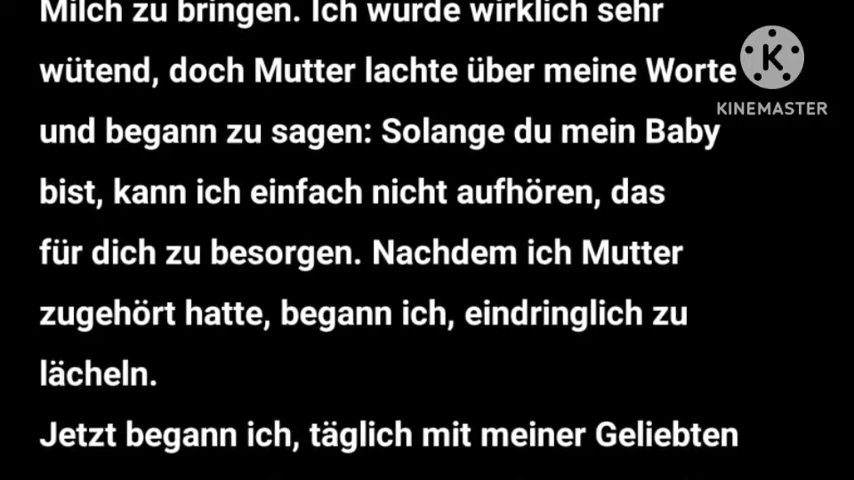 Milch zu bringen. Ich wurde wirklich sehr
wütend, doch Mutter lachte über meine Worte
und begann zu sagen: Solange du mein Baby
bist, kann ich einfach nicht aufhören, das
für dich zu besorgen. Nachdem ich Mutter
zugehört hatte, begann ich, eindringlich zu
lächeln.
Jetzt begann ich, täglich mit meiner Geliebten
K
KINEMASTER